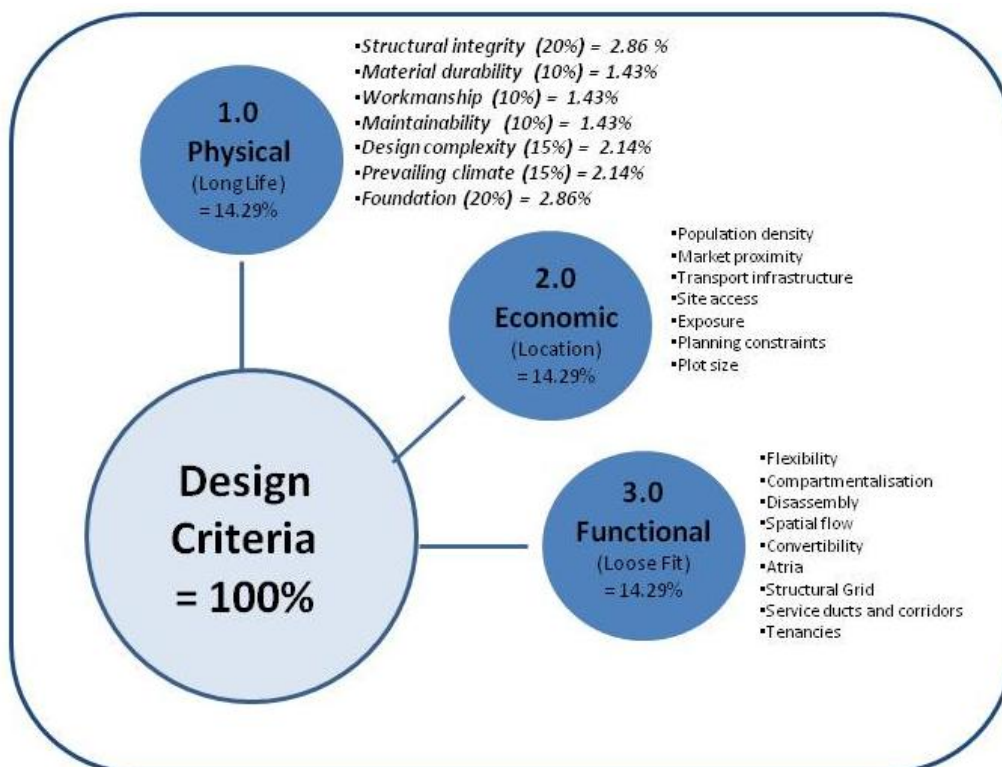 ▪Structural integrity (20%) = 2.86 %
▪Material durability (10%) = 1.43%
▪Workmanship (10%) = 1.43%
▪Maintainability (10%) = 1.43%
▪Design complexity (15%) = 2.14%
▪Prevailing climate (15%) = 2.14%
▪Foundation (20%) = 2.86%
1.0
Physical
(Long Life)
= 14.29%
2.0
Economic
(Location)
= 14.29%
▪Population density
▪Market proximity
▪Transport infrastructure
▪Site access
▪Exposure
▪Planning constraints
▪Plot size
3.0
Functional
(Loose Fit)
= 14.29%
▪Flexibility
▪Compartmentalisation
▪Disassembly
▪Spatial flow
▪Convertibility
▪Atria
▪Structural Grid
▪Service ducts and corridors
▪Tenancies
Design
Criteria
= 100%